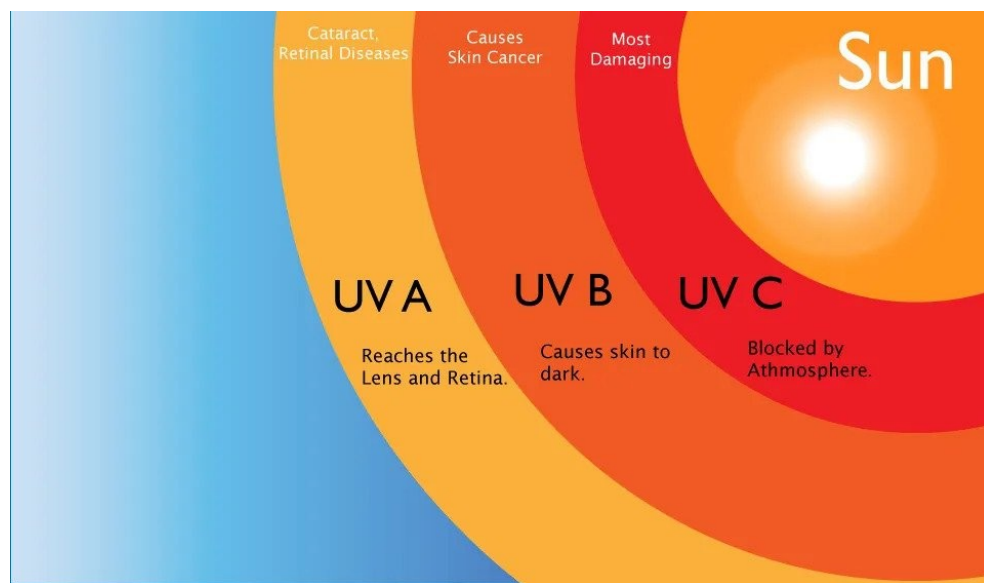 Cataract,
Retinal Diseases
Causes
Skin Cancer
Most
Damaging
Sun
UV A
UV B
UV C
Reaches the
Lens and Retina.
Causes skin to
dark.
Blocked by
Athmosphere.